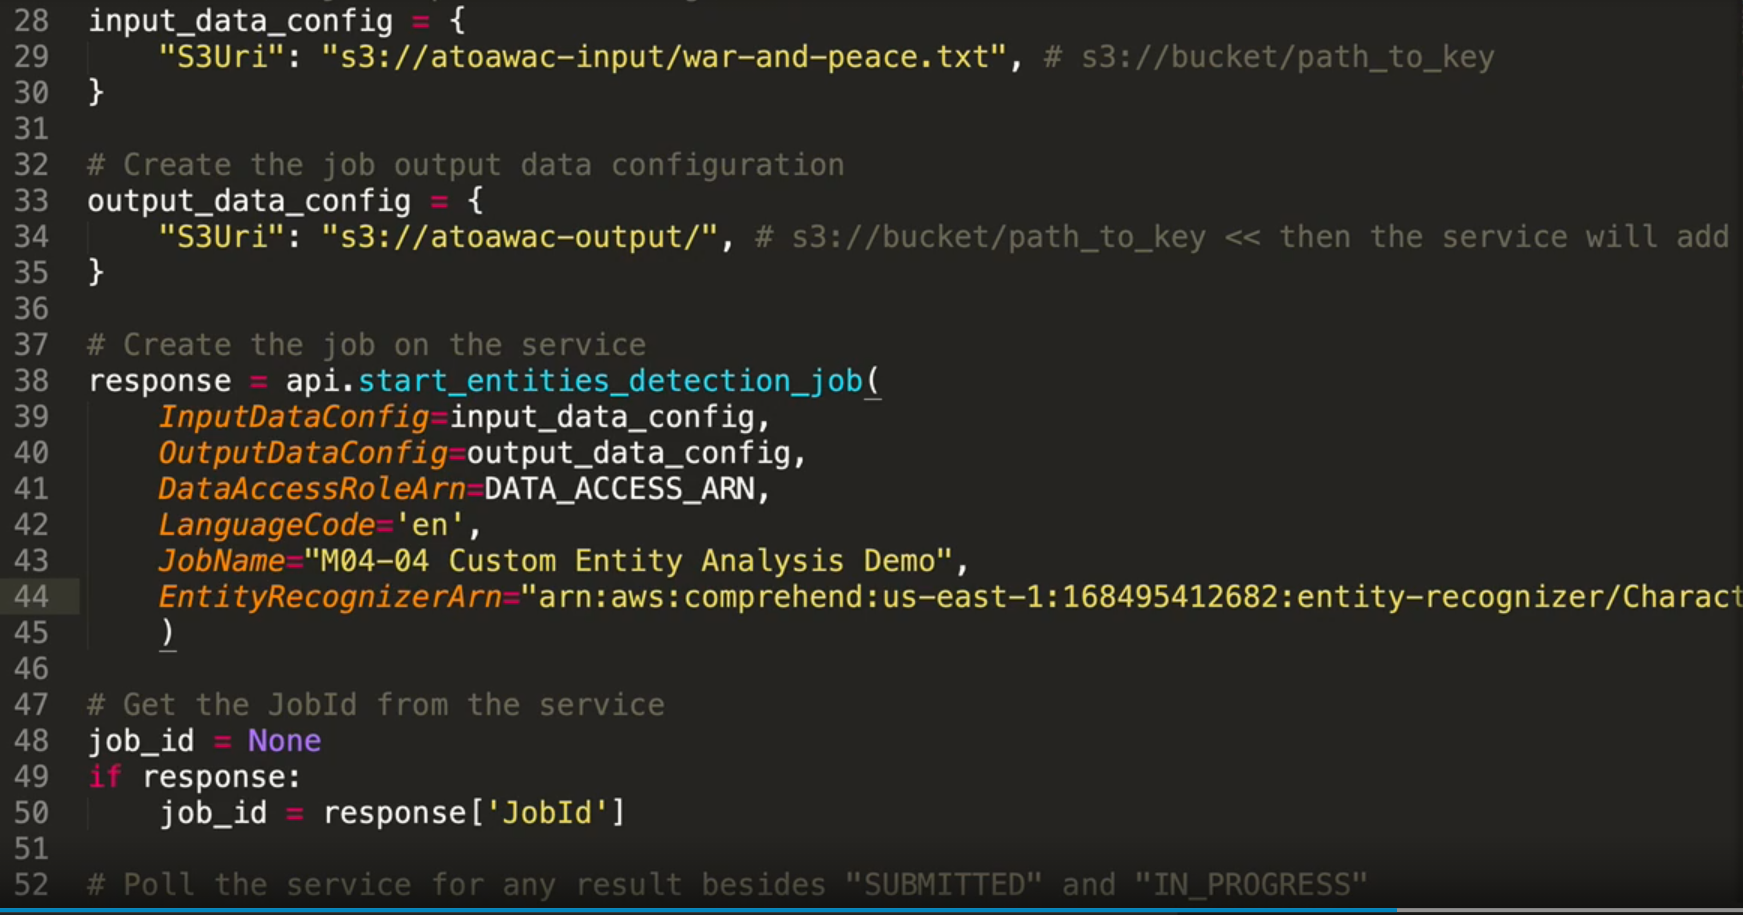 28 input_data_config = {
29 "S3Uri": "s3://atoawac-input/war-and-peace.txt", # s3://bucket/path_to_key
30 }
31
32 # Create the job output data configuration
33 output_data_config = {
34 "S3Uri": "s3://atoawac-output/", # s3://bucket/path_to_key << then the service will add
35 }
36
37 # Create the job on the service
38 response = api.start_entities_detection_job(
39 InputDataConfig=input_data_config,
40 OutputDataConfig=output_data_config,
41 DataAccessRoleArn=DATA_ACCESS_ARN,
42 LanguageCode='en',
43 JobName="M04-04 Custom Entity Analysis Demo",
44 EntityRecognizerArn="arn:aws:comprehend:us-east-1:168495412682:entity-recognizer/Charact
45 )
46
47 # Get the JobId from the service
48 job_id = None
49 if response:
50 job_id = response['JobId']
51
52 # Poll the service for any result besides "SUBMITTED" and "IN_PROGRESS"